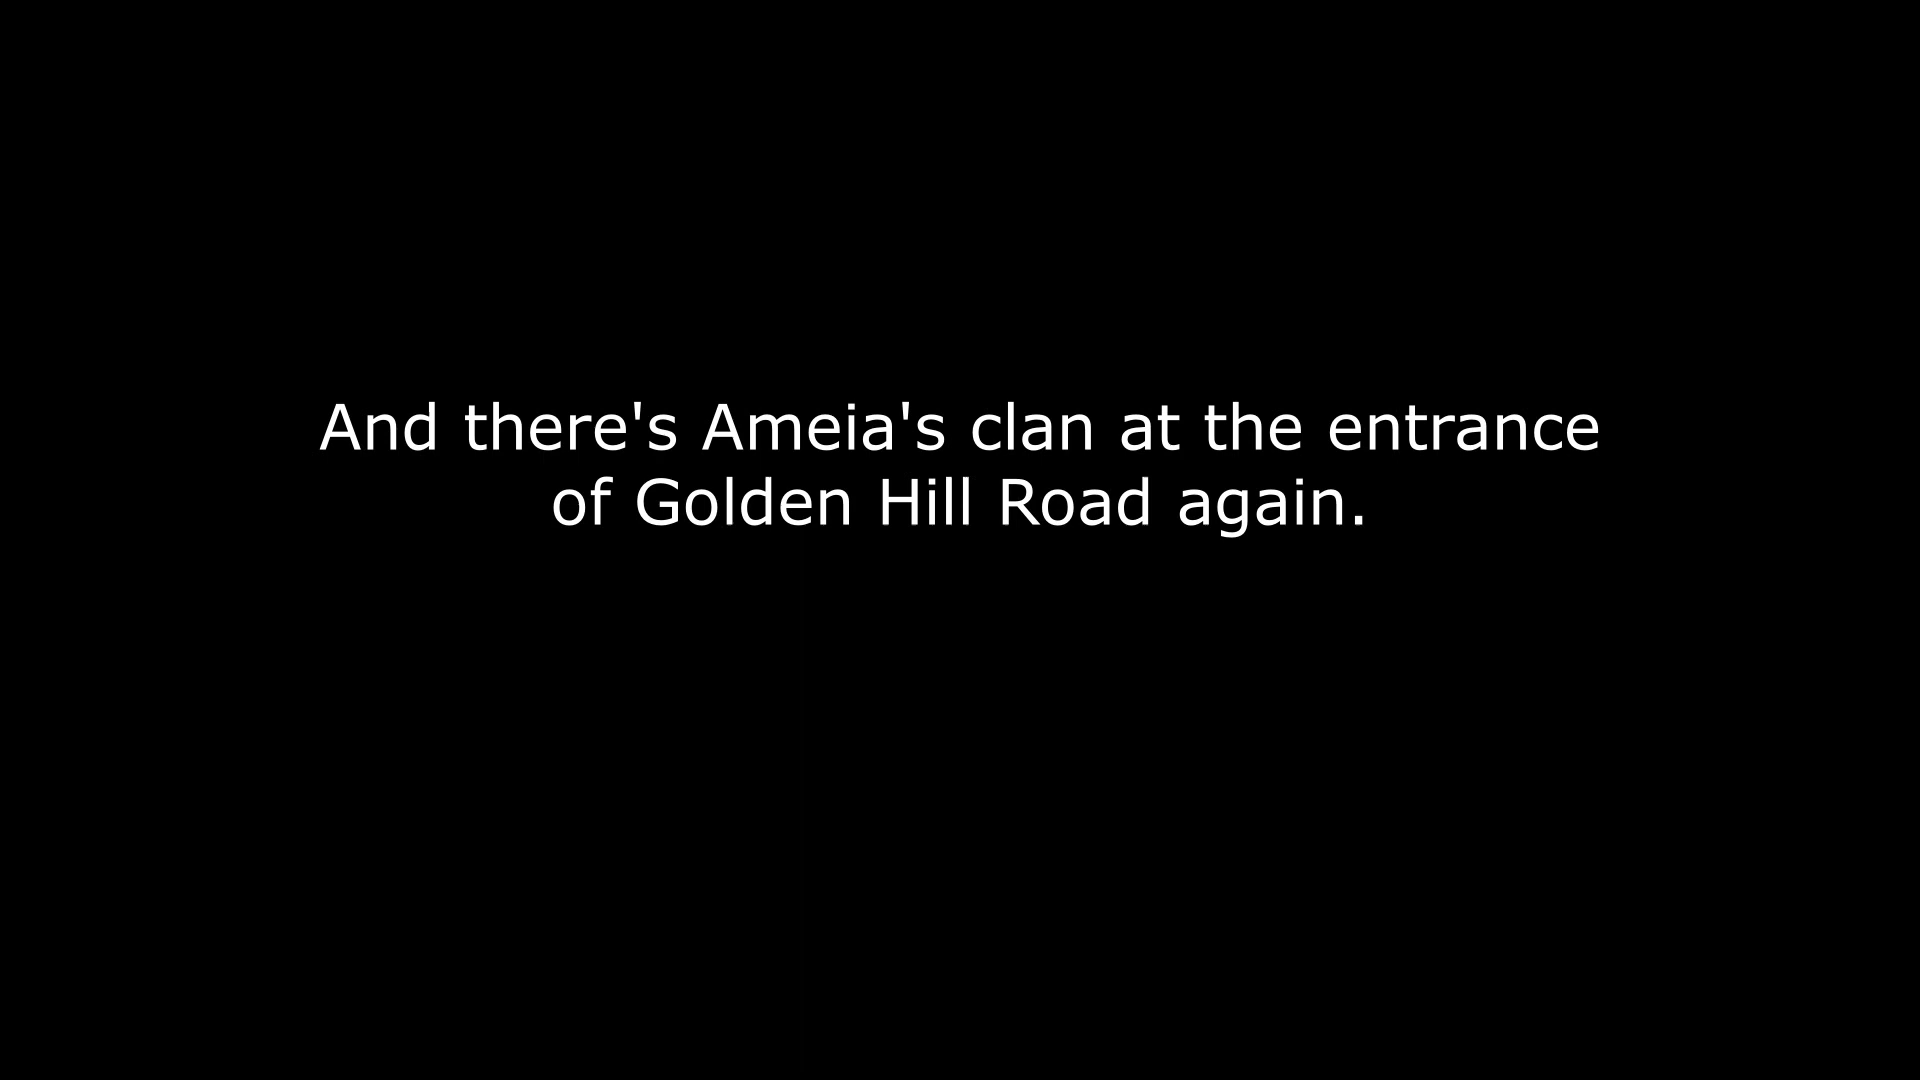 And there's Ameia's clan at the entrance
of Golden Hill Road again.